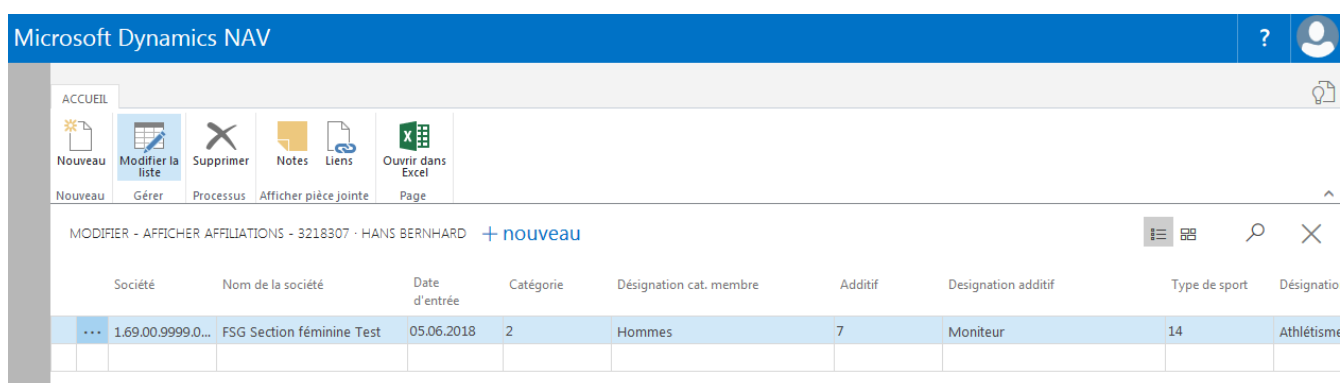 Microsoft Dynamics NAV ?
ACCUEIL
Nouveau Modifier la liste Supprimer Notes Liens Ouvrir dans Excel
Nouveau Gérer Processus Afficher pièce jointe Page
MODIFIER - AFFICHER AFFILIATIONS - 3218307 · HANS BERNHARD + nouveau
Société Nom de la société Date d'entrée Catégorie Désignation cat. membre Additif Designation additif Type de sport Désignatio
... 1.69.00.9999.0... FSG Section féminine Test 05.06.2018 2 Hommes 7 Moniteur 14 Athlétisme